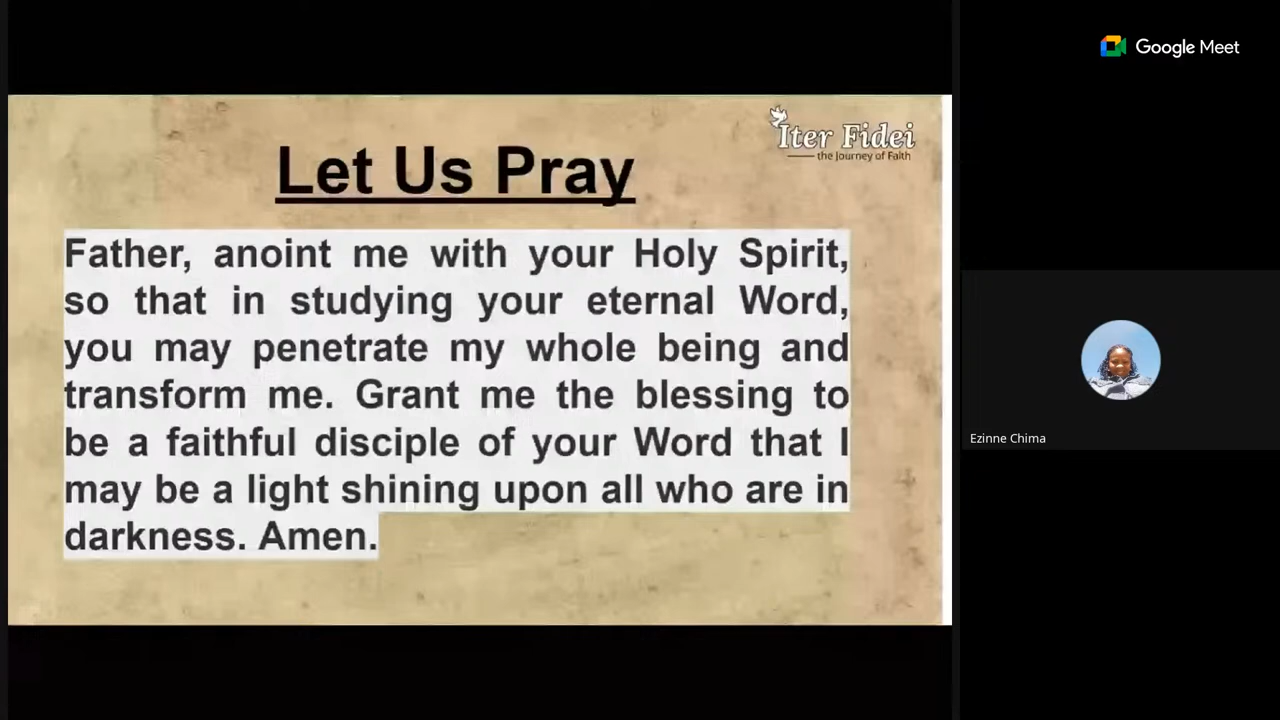 Google Meet
Iter Fidei
the Journey of Faith
Let Us Pray
Father, anoint me with your Holy Spirit,
so that in studying your eternal Word,
you may penetrate my whole being and
transform me. Grant me the blessing to
be a faithful disciple of your Word that I
may be a light shining upon all who are in
darkness. Amen.
Ezinne Chima